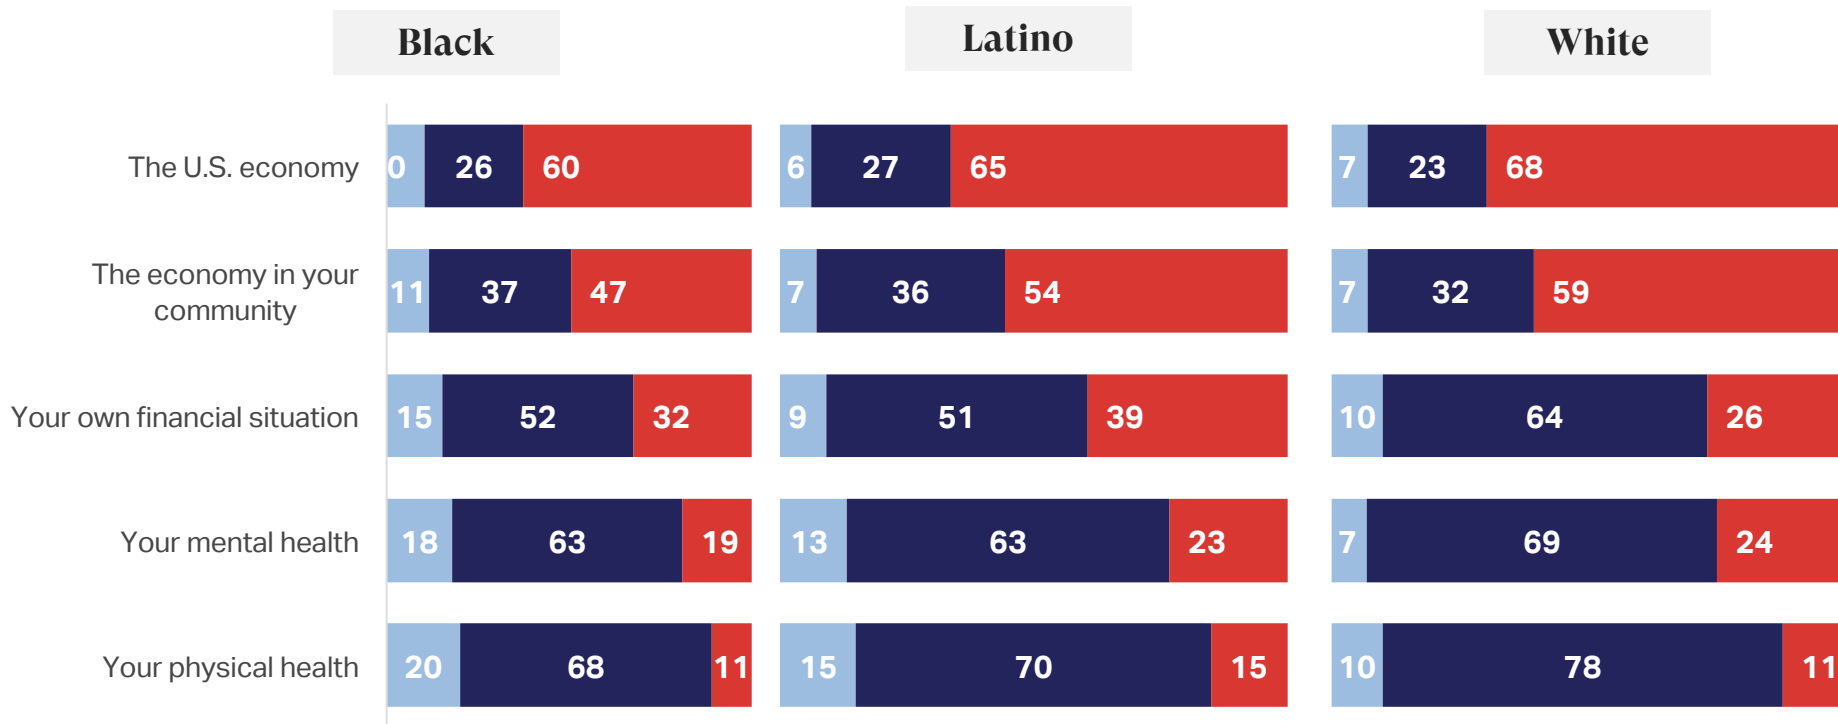 Black Latino White
The U.S. economy 0 26 60 6 27 65 7 23 68
The economy in your
community 11 37 47 7 36 54 7 32 59
Your own financial situation 15 52 32 9 51 39 10 64 26
Your mental health 18 63 19 13 63 23 7 69 24
Your physical health 20 68 11 15 70 15 10 78 11